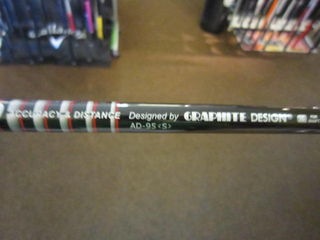 ACCURACY & DISTANCE Designed by GRAPHITE DESIGN®
AD-95<S>